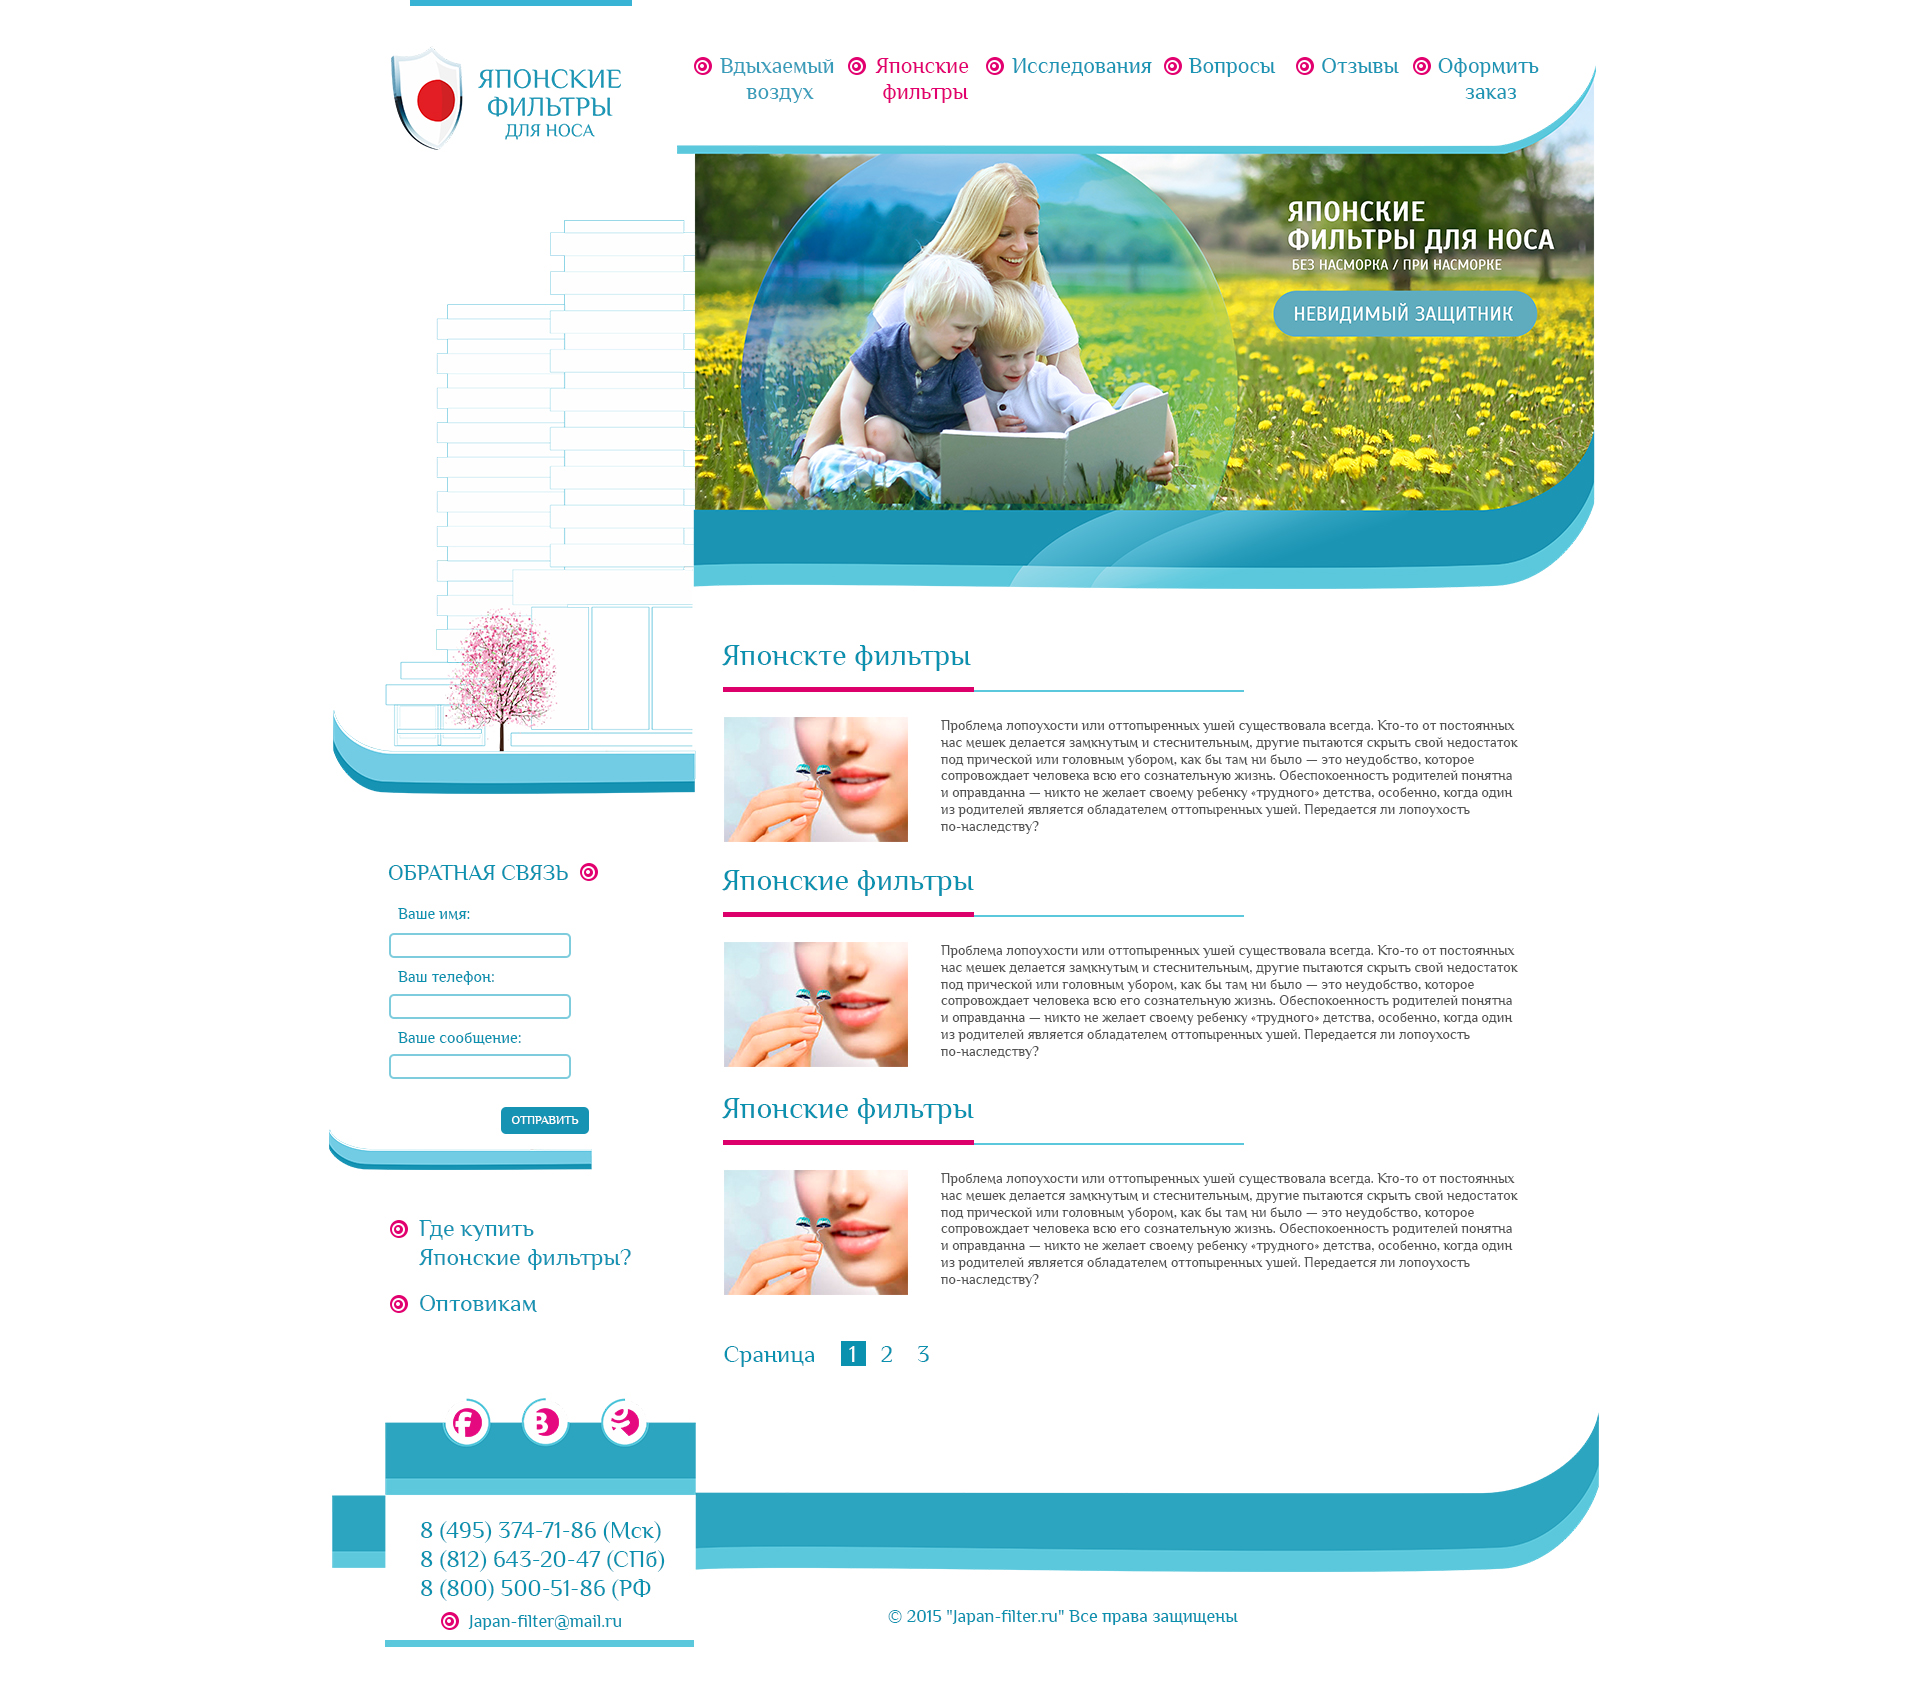 ЯПОНСКИЕ
ФИЛЬТРЫ
ДЛЯ НОСА
Вдыхаемый
воздух
Японские
фильтры
Исследования
Вопросы
Отзывы
Оформить
заказ
ЯПОНСКИЕ
ФИЛЬТРЫ ДЛЯ НОСА
БЕЗ НАСМОРКА / ПРИ НАСМОРКЕ
НЕВИДИМЫЙ ЗАЩИТНИК
Японскте фильтры
Проблема лопоухости или оттопыренных ушей существовала всегда. Кто-то от постоянных
нас мешек делается замкнутым и стеснительным, другие пытаются скрыть свой недостаток
под прической или головным убором, как бы там ни было — это неудобство, которое
сопровождает человека всю его сознательную жизнь. Обеспокоенность родителей понятна
и оправданна — никто не желает своему ребенку «трудного» детства, особенно, когда один
из родителей является обладателем оттопыренных ушей. Передается ли лопоухость
по-наследству?
Японские фильтры
Проблема лопоухости или оттопыренных ушей существовала всегда. Кто-то от постоянных
нас мешек делается замкнутым и стеснительным, другие пытаются скрыть свой недостаток
под прической или головным убором, как бы там ни было — это неудобство, которое
сопровождает человека всю его сознательную жизнь. Обеспокоенность родителей понятна
и оправданна — никто не желает своему ребенку «трудного» детства, особенно, когда один
из родителей является обладателем оттопыренных ушей. Передается ли лопоухость
по-наследству?
Японские фильтры
Проблема лопоухости или оттопыренных ушей существовала всегда. Кто-то от постоянных
нас мешек делается замкнутым и стеснительным, другие пытаются скрыть свой недостаток
под прической или головным убором, как бы там ни было — это неудобство, которое
сопровождает человека всю его сознательную жизнь. Обеспокоенность родителей понятна
и оправданна — никто не желает своему ребенку «трудного» детства, особенно, когда один
из родителей является обладателем оттопыренных ушей. Передается ли лопоухость
по-наследству?
Сраница 1 2 3
ОБРАТНАЯ СВЯЗЬ
Ваше имя:
Ваш телефон:
Ваше сообщение:
ОТПРАВИТЬ
Где купить
Японские фильтры?
Оптовикам
f
B
8 (495) 374-71-86 (Мск)
8 (812) 643-20-47 (СПб)
8 (800) 500-51-86 (РФ
Japan-filter@mail.ru
© 2015 "Japan-filter.ru" Все права защищены